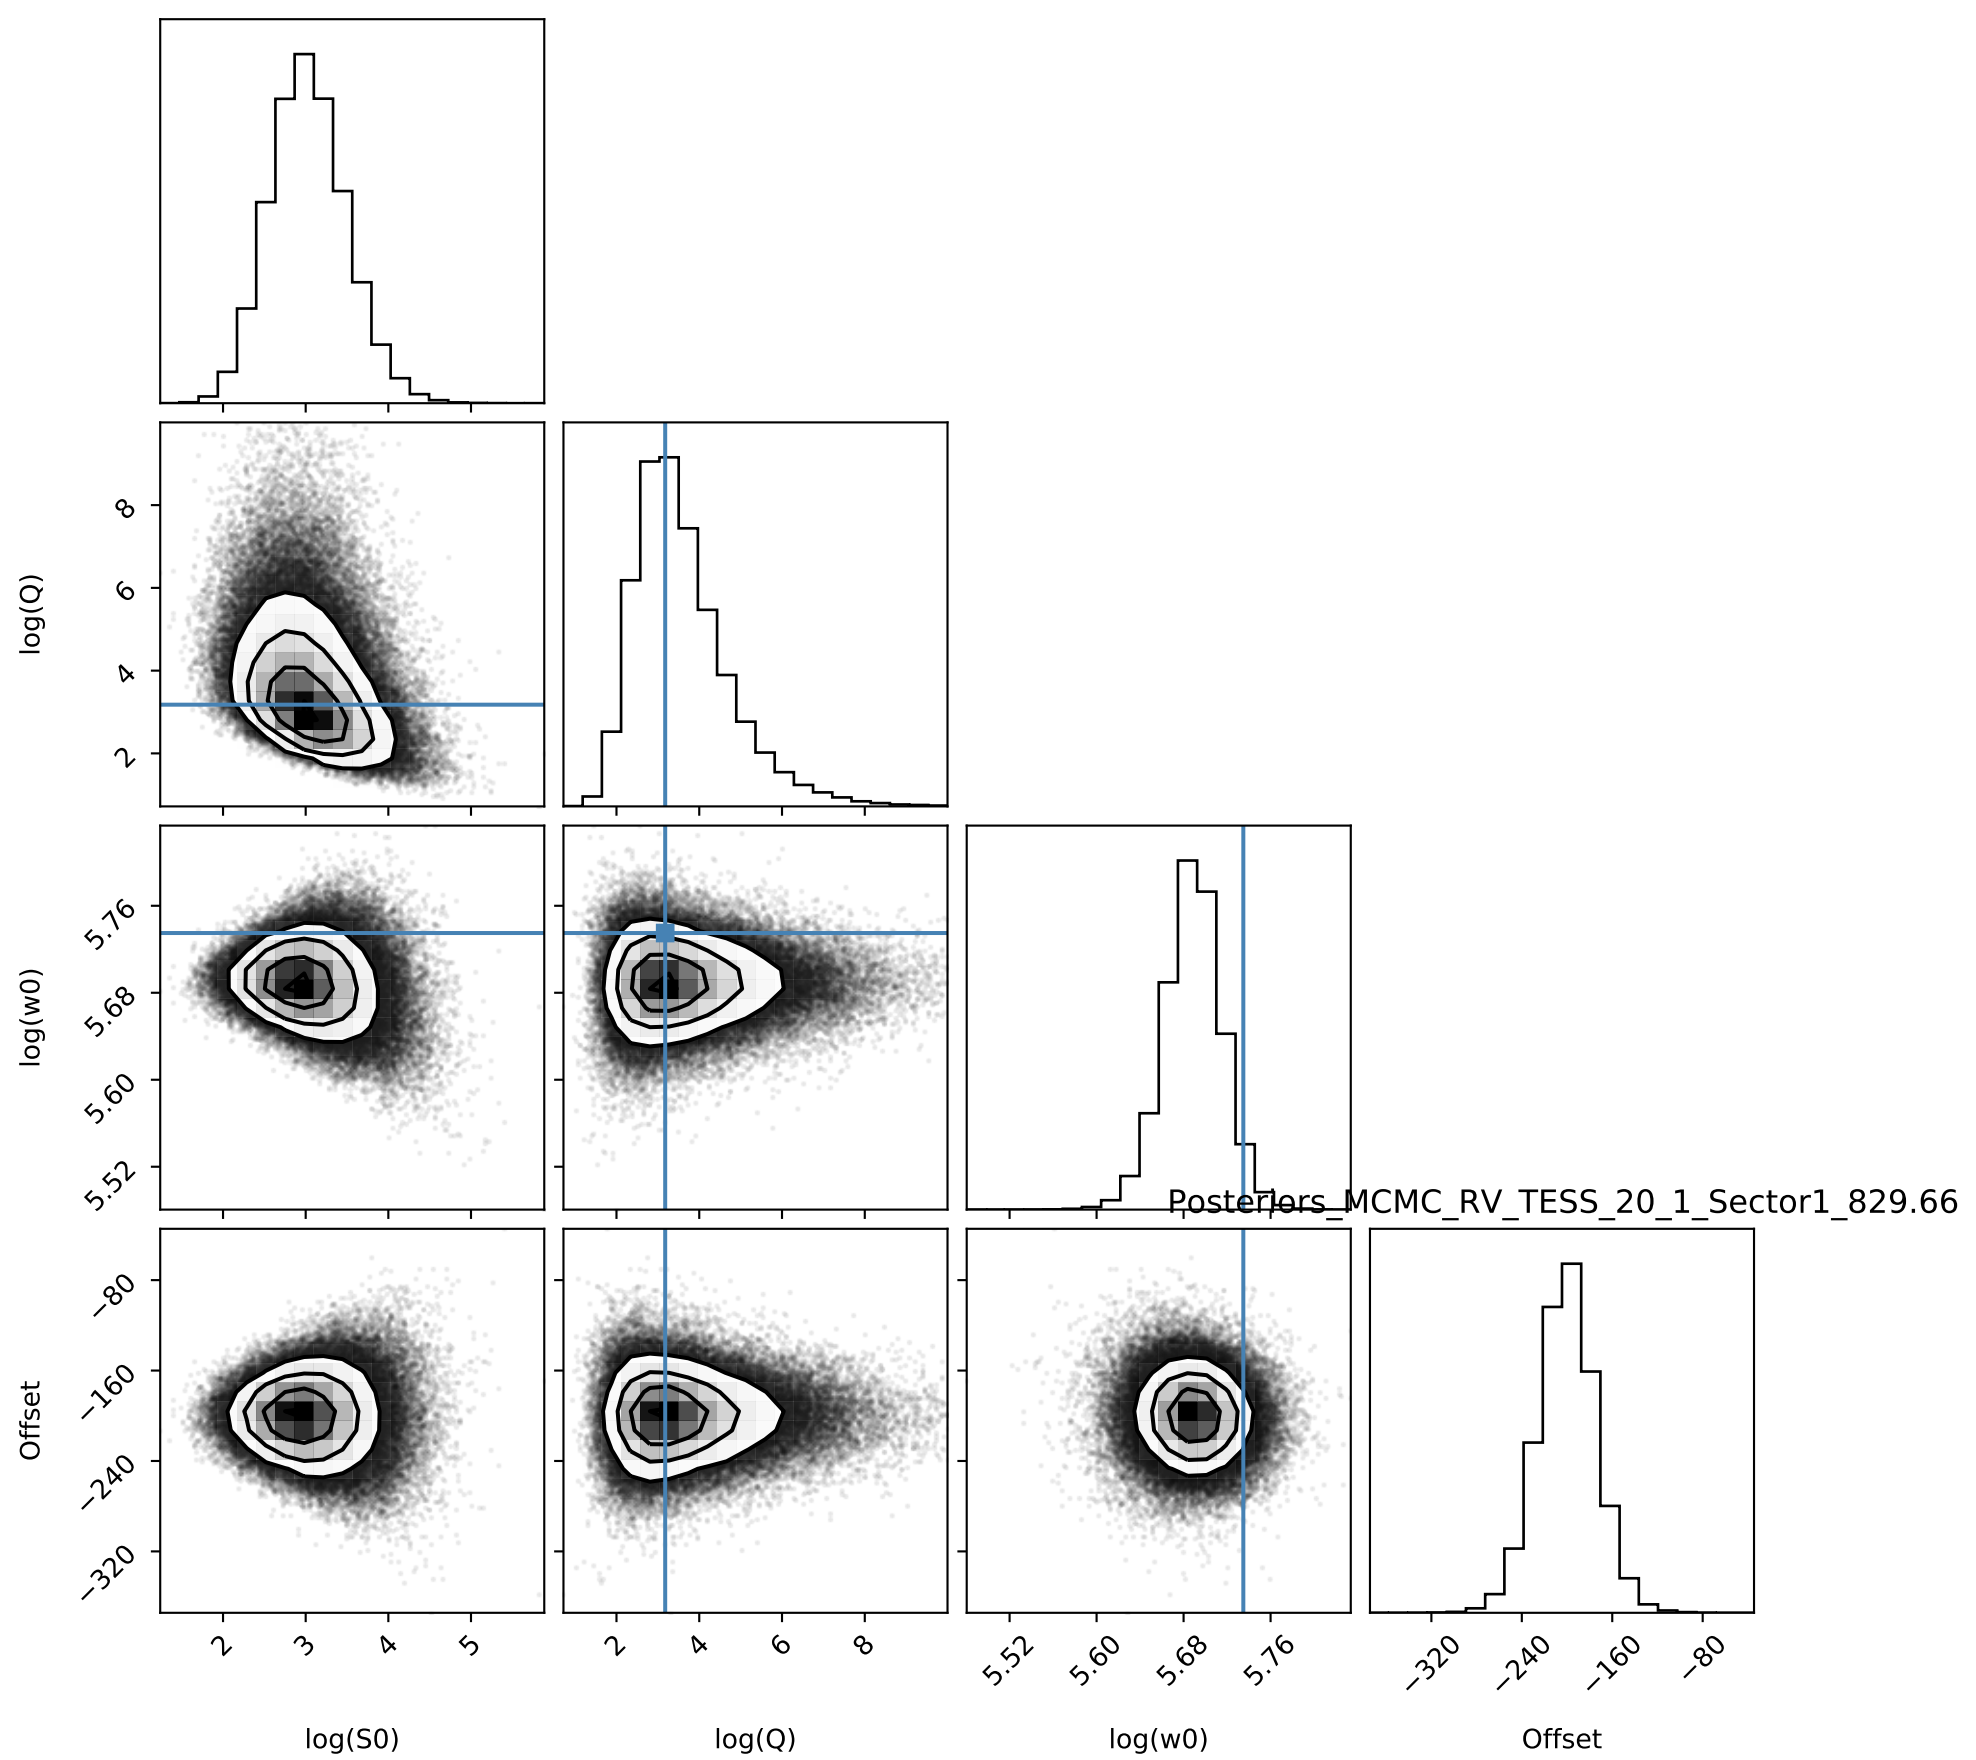 log(Q)
8
6
4
2
log(w0)
5.76
5.68
5.60
5.52
Posteriors_MCMC_RV_TESS_20_1_Sector1_829.66
Offset
−80
−160
−240
−320
2 3 4 5 2 4 6 8 5.52 5.60 5.68 5.76 −320 −240 −160 −80
log(S0) log(Q) log(w0) Offset